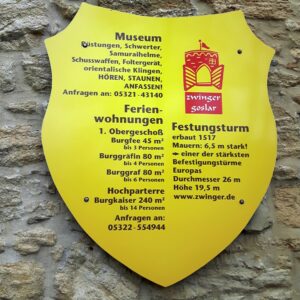 Museum
Rüstungen, Schwerter,
Samuraihelme,
Schusswaffen, Foltergerät,
orientalische Klingen,
HÖREN, STAUNEN,
ANFASSEN!
Anfragen an: 05321-43140
zwinger
goslar
Ferien-
wohnungen
1. Obergeschoß
Burgfee 45 m²
bis 3 Personen
Burggräfin 80 m²
bis 4 Personen
Burggraf 80 m²
bis 6 Personen
Hochparterre
Burgkaiser 240 m²
bis 14 Personen
Anfragen an:
05322-554944
Festungsturm
erbaut 1517
Mauern: 6,5 m stark!
➔ einer der stärksten
Befestigungstürme
Europas
Durchmesser 26 m
Höhe 19,5 m
www.zwinger.de